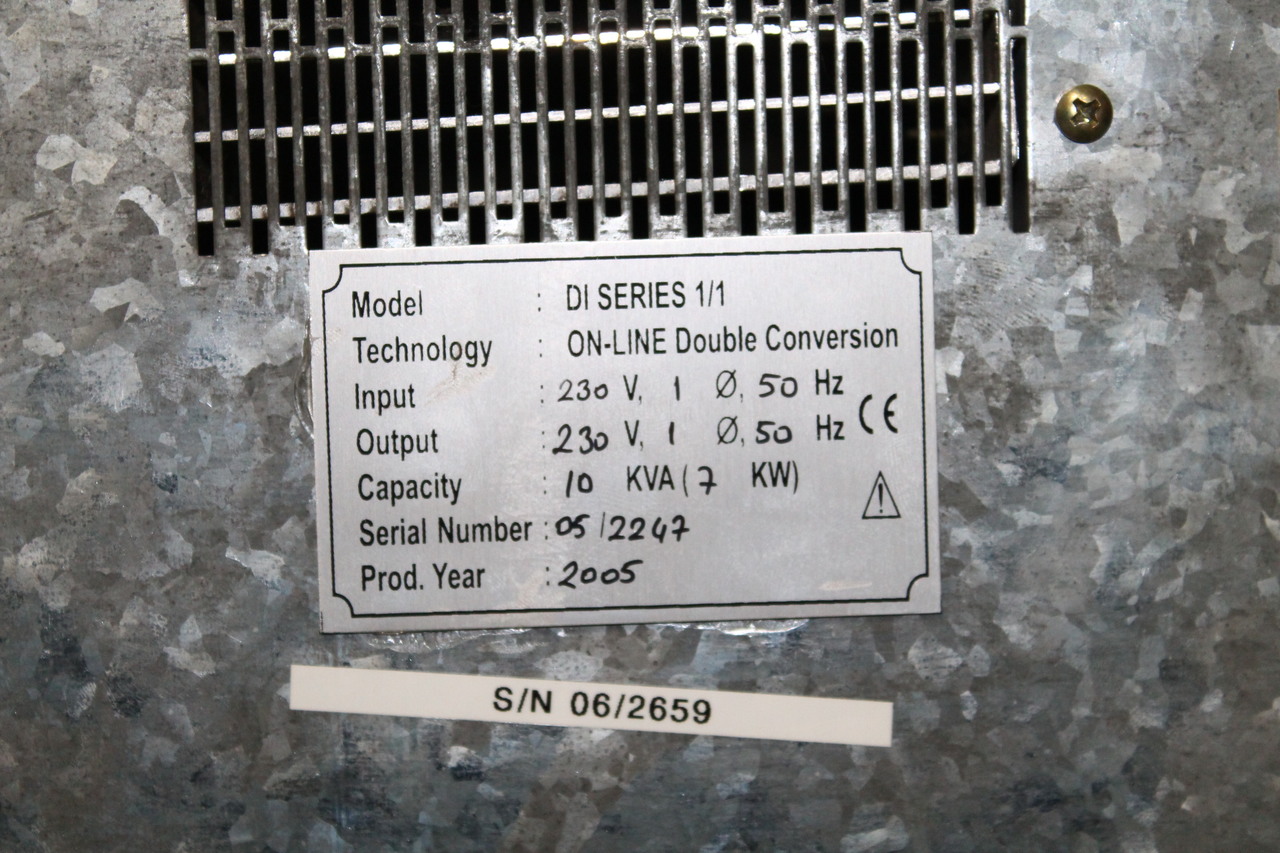 Model : DI SERIES 1/1
Technology : ON-LINE Double Conversion
Input : 230 V, 1 Ø, 50 Hz
Output : 230 V, 1 Ø, 50 Hz
CE
Capacity : 10 KVA (7 KW)
Serial Number : 05/2247
Prod. Year : 2005
S/N 06/2659